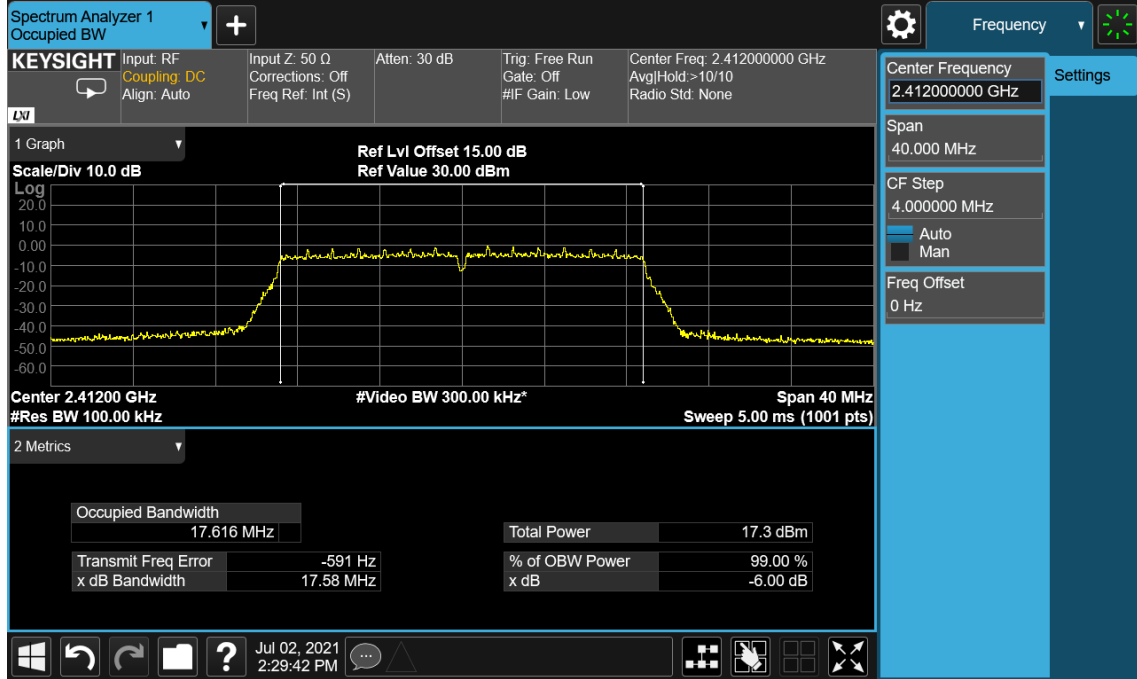 Spectrum Analyzer 1
Occupied BW
+
Frequency
KEYSIGHT
LXI
Input: RF
Coupling: DC
Align: Auto
Input Z: 50 Ω
Corrections: Off
Freq Ref: Int (S)
Atten: 30 dB
Trig: Free Run
Gate: Off
#IF Gain: Low
Center Freq: 2.412000000 GHz
Avg|Hold:>10/10
Radio Std: None
Center Frequency
2.412000000 GHz
Settings
Span
40.000 MHz
CF Step
4.000000 MHz
Auto
Man
Freq Offset
0 Hz
1 Graph
Scale/Div 10.0 dB
Ref Lvl Offset 15.00 dB
Ref Value 30.00 dBm
Log
20.0
10.0
0.00
-10.0
-20.0
-30.0
-40.0
-50.0
-60.0
Center 2.41200 GHz
#Video BW 300.00 kHz*
Span 40 MHz
#Res BW 100.00 kHz
Sweep 5.00 ms (1001 pts)
2 Metrics
Occupied Bandwidth
17.616 MHz
Total Power 17.3 dBm
Transmit Freq Error -591 Hz
% of OBW Power 99.00 %
x dB Bandwidth 17.58 MHz
x dB -6.00 dB
?
Jul 02, 2021
2:29:42 PM